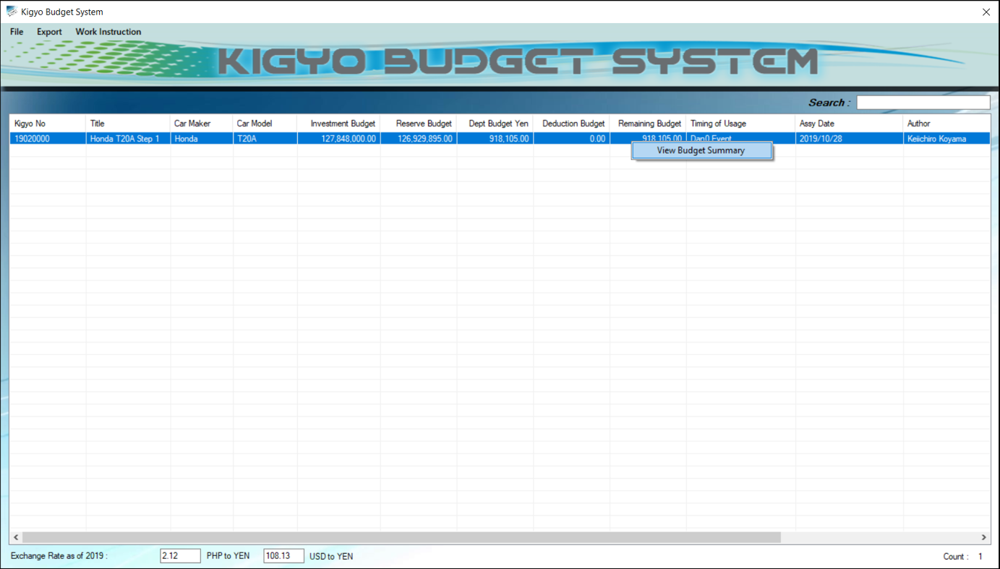 Kigyo Budget System
File Export Work Instruction
KIGYO BUDGET SYSTEM
Search :
Kigyo No Title Car Maker Car Model Investment Budget Reserve Budget Dept Budget Yen Deduction Budget Remaining Budget Timing of Usage Assy Date Author
19020000 Honda T20A Step 1 Honda T20A 127,848,000.00 126,929,895.00 918,105.00 0.00 918,105.00 Dan0 Event 2019/10/28 Keiichiro Koyama
View Budget Summary
Exchange Rate as of 2019 : 2.12 PHP to YEN 108.13 USD to YEN Count : 1